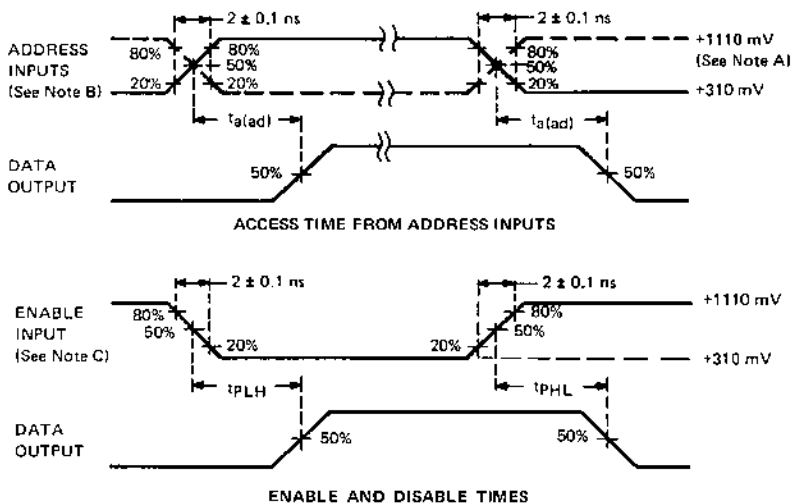 2 ± 0.1 ns
2 ± 0.1 ns
ADDRESS
INPUTS
(See Note B)
80%
20%
80%
50%
20%
80%
50%
20%
+1110 mV
(See Note A)
+310 mV
ta(ad)
ta(ad)
DATA
OUTPUT
50%
50%
ACCESS TIME FROM ADDRESS INPUTS
2 ± 0.1 ns
2 ± 0.1 ns
ENABLE
INPUT
(See Note C)
80%
50%
20%
20%
80%
50%
+1110 mV
+310 mV
tPLH
tPHL
DATA
OUTPUT
50%
50%
ENABLE AND DISABLE TIMES